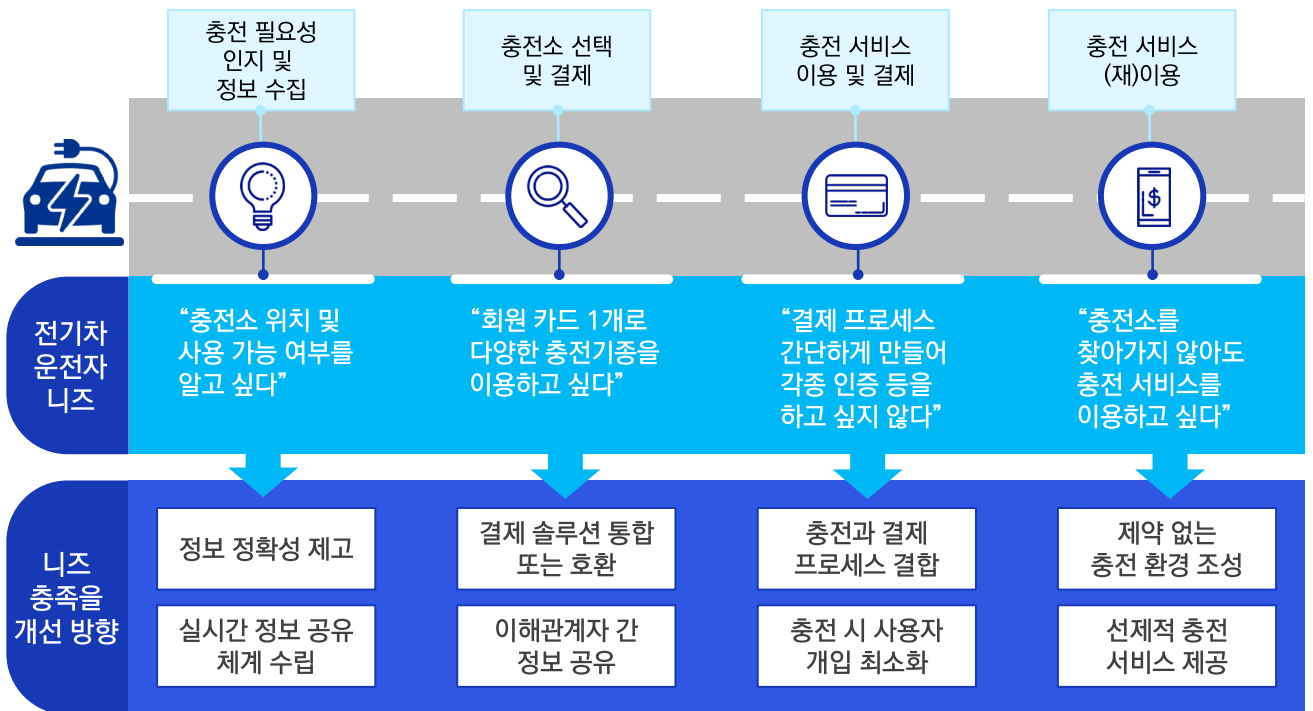 충전 필요성
인지 및
정보 수집
충전소 선택
및 결제
충전 서비스
이용 및 결제
충전 서비스
(재)이용
$
전기차
운전자
니즈
“충전소 위치 및
사용 가능 여부를
알고 싶다”
“회원 카드 1개로
다양한 충전기종을
이용하고 싶다”
“결제 프로세스
간단하게 만들어
각종 인증 등을
하고 싶지 않다”
“충전소를
찾아가지 않아도
충전 서비스를
이용하고 싶다”
니즈
충족을
개선 방향
정보 정확성 제고
실시간 정보 공유
체계 수립
결제 솔루션 통합
또는 호환
이해관계자 간
정보 공유
충전과 결제
프로세스 결합
충전 시 사용자
개입 최소화
제약 없는
충전 환경 조성
선제적 충전
서비스 제공